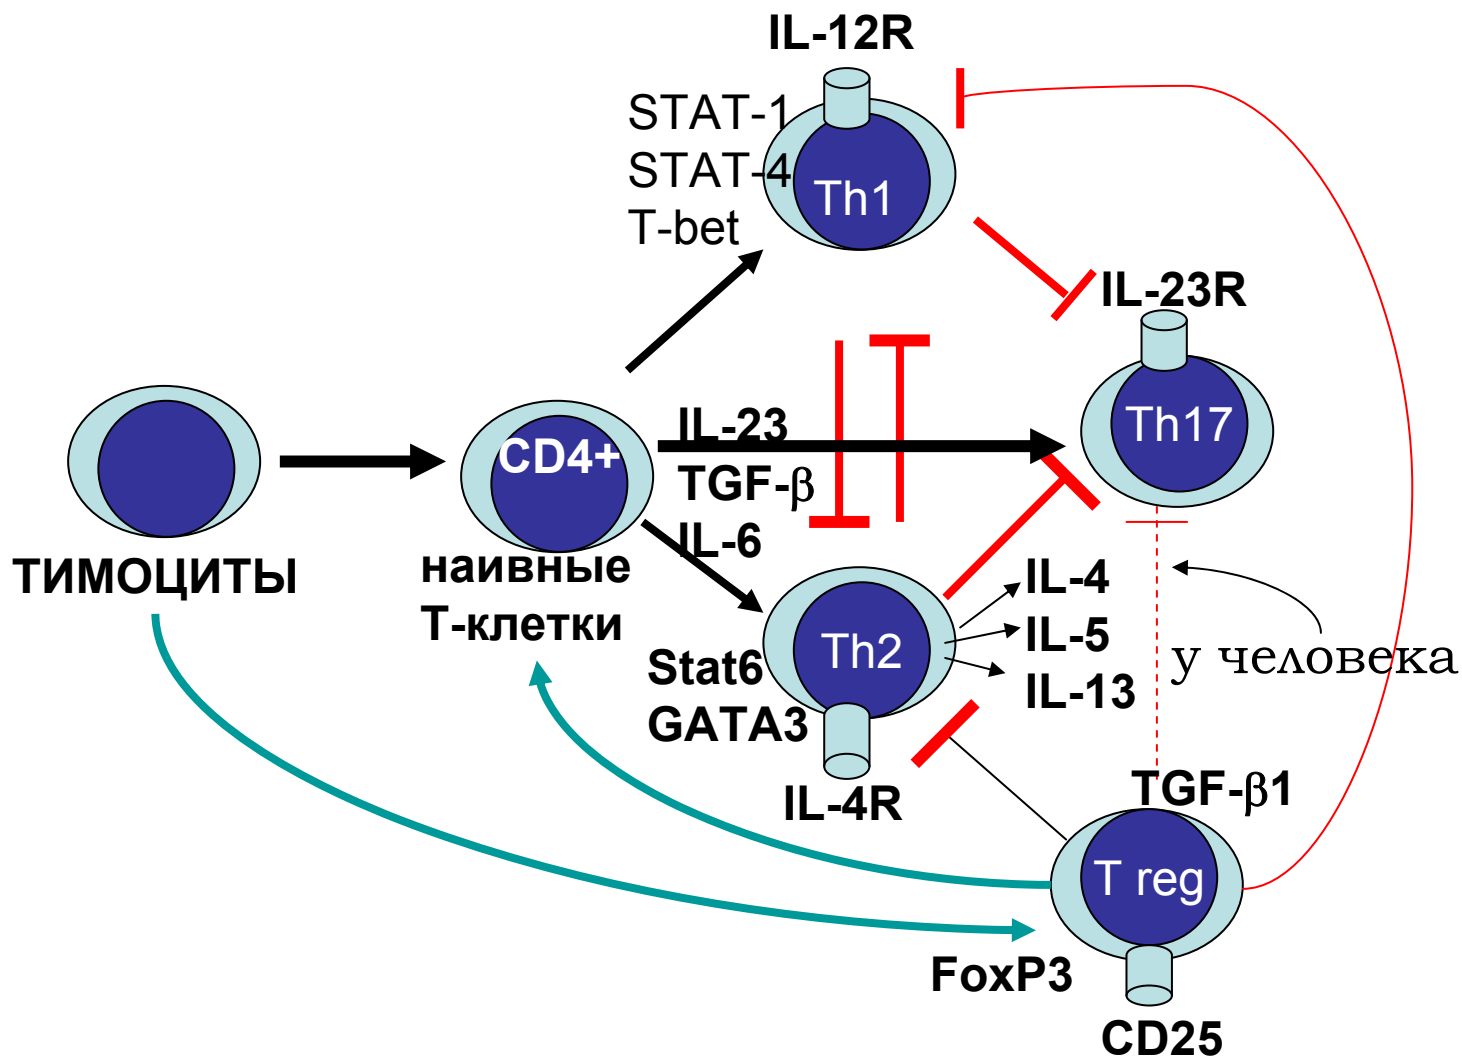 IL-12R
STAT-1
STAT-4
T-bet
Th1
IL-23R
Th17
IL-23
TGF-β
IL-6
CD4+
ТИМОЦИТЫ
наивные
Т-клетки
Th2
Stat6
GATA3
IL-4R
IL-4
IL-5
IL-13
у человека
TGF-β1
T reg
FoxP3
CD25